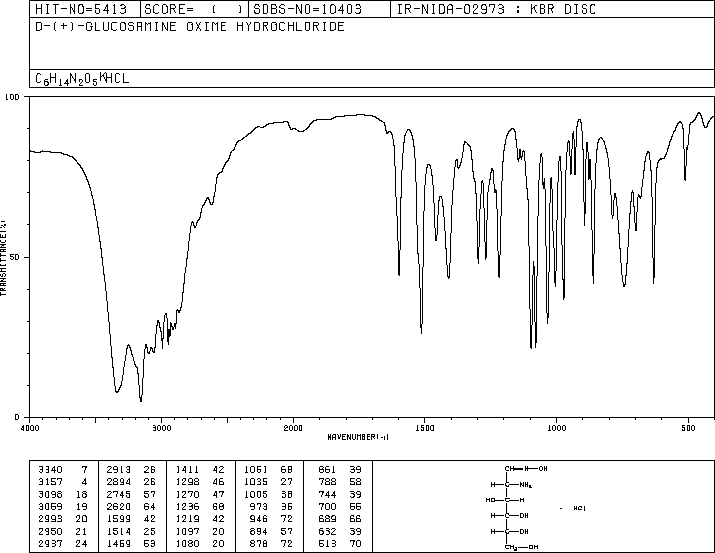 HIT-NO=5413 SCORE= ( ) SDBS-NO=10403 IR-NIDA-02973 : KBR DISC
D-(+)-GLUCOSAMINE OXIME HYDROCHLORIDE
C6H14N2O5·HCL
100
50
0
TRANSMITTANCE(%)
4000 3000 2000 1500 1000 500
WAVENUMBER(-1)
3340 7 2913 26 1411 42 1061 68 861 39
3157 4 2894 26 1298 46 1035 27 788 58
3098 18 2745 57 1270 47 1005 38 744 39
3059 19 2620 64 1236 68 973 36 700 55
2993 20 1599 42 1219 42 946 72 689 66
2950 21 1514 25 1097 20 894 57 632 39
2937 24 1459 53 1080 20 878 72 513 70
CH=N-OH
H-C-NH2
HO-C-H
H-C-OH
· HCl
H-C-OH
CH2-OH